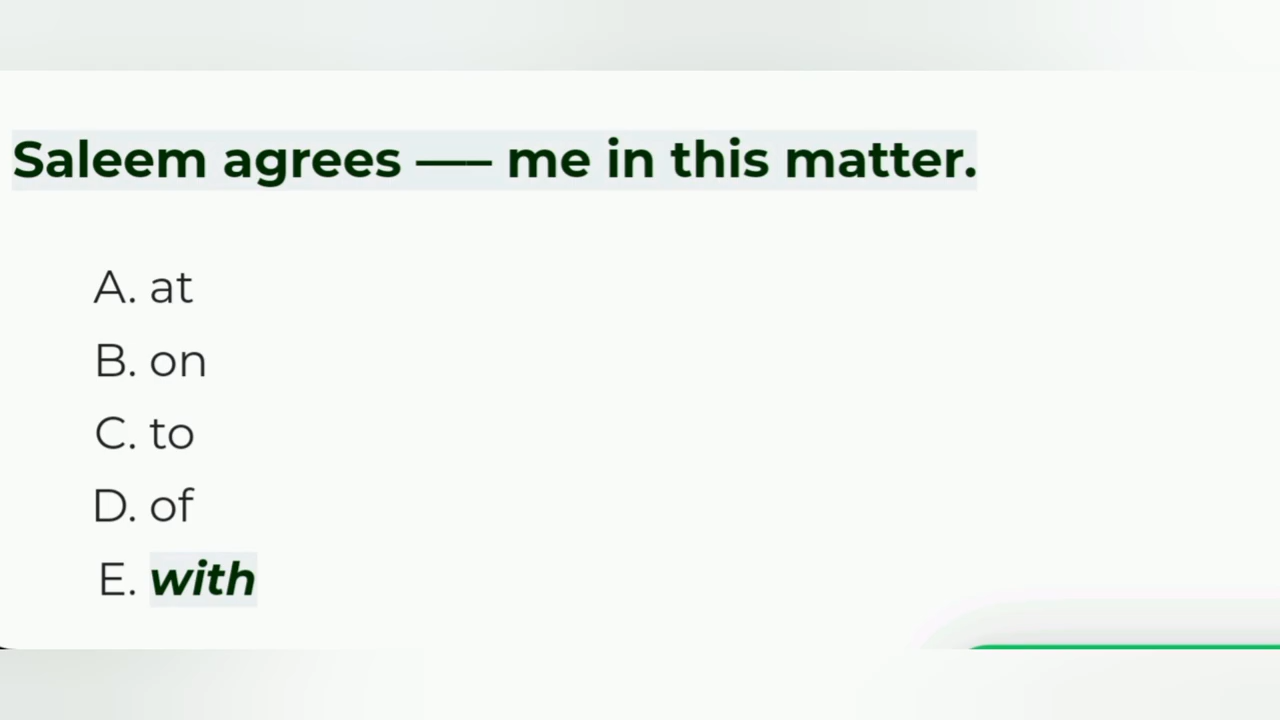 Saleem agrees —– me in this matter.
A. at
B. on
C. to
D. of
E. with